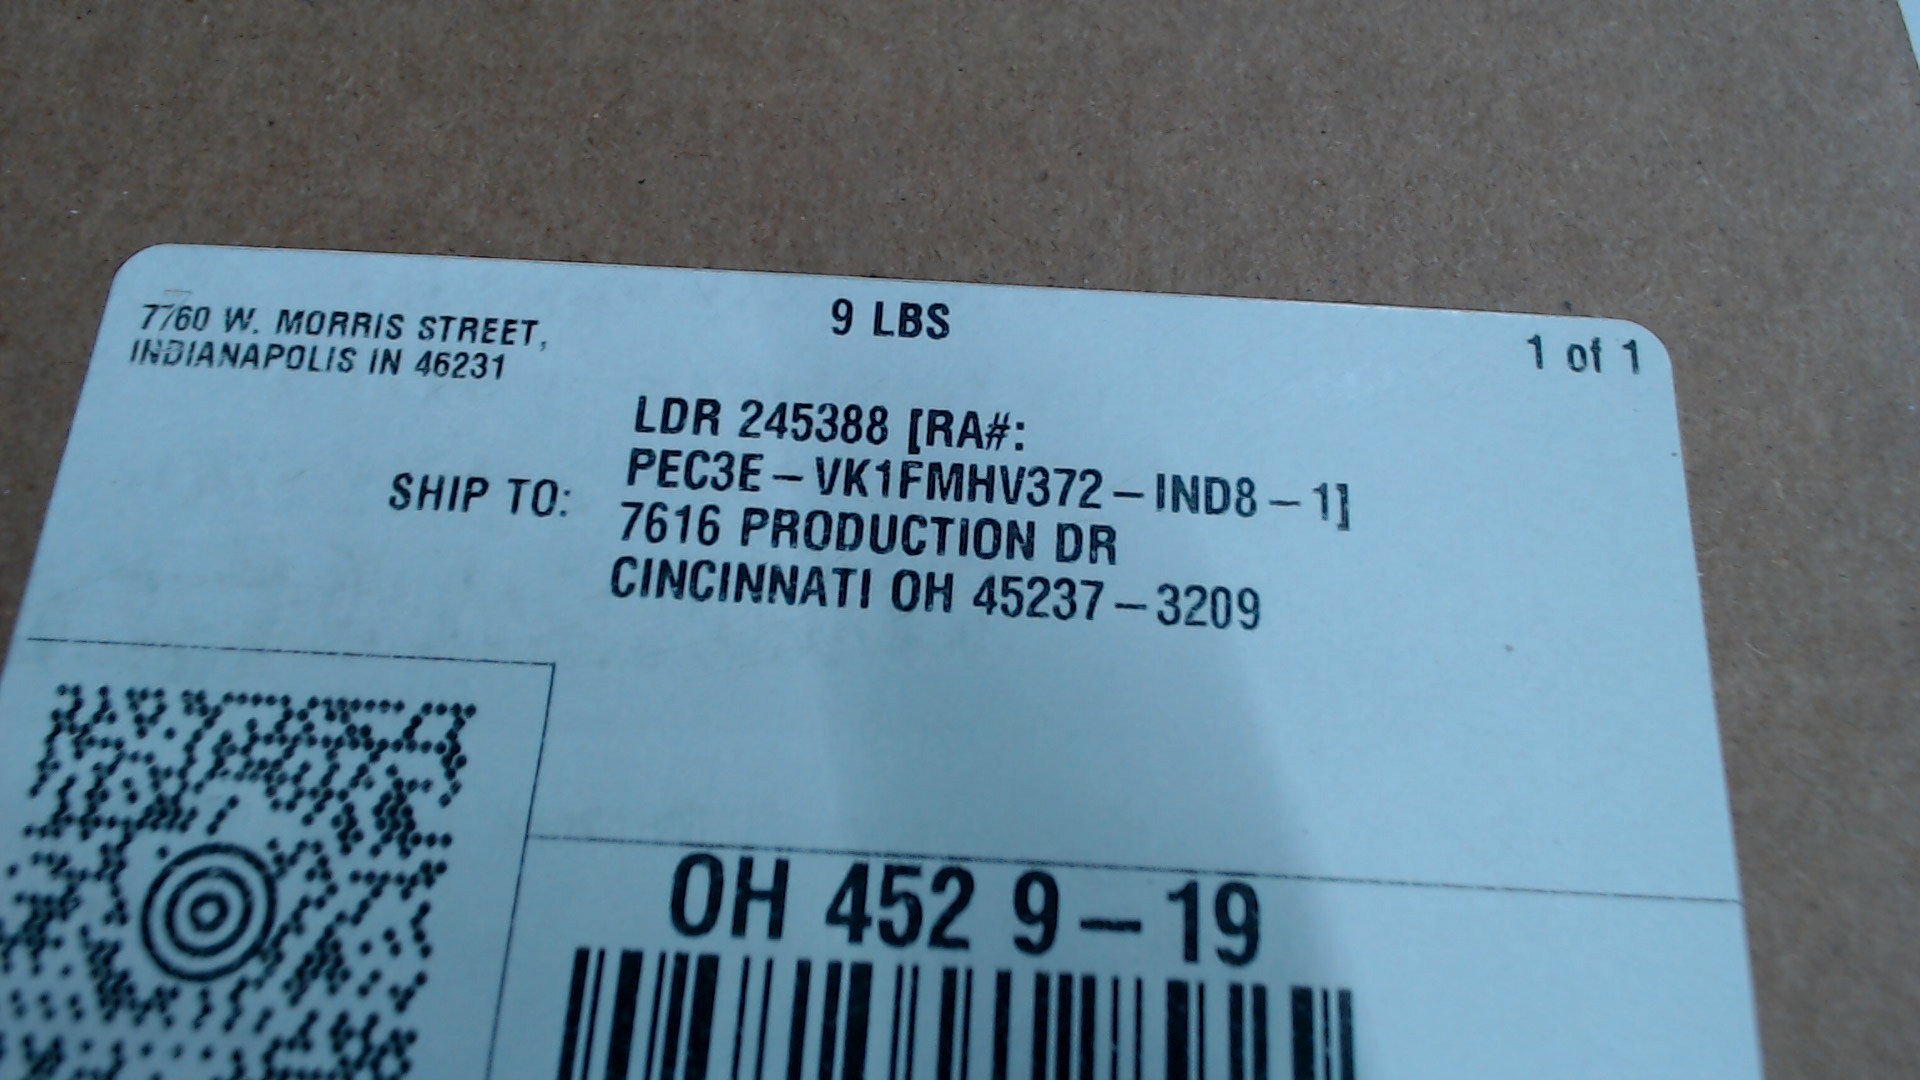 7760 W. MORRIS STREET,
INDIANAPOLIS IN 46231
9 LBS
1 of 1
SHIP TO:
LDR 245388 [RA#:
PEC3E-VK1FMHV372-IND8-1]
7616 PRODUCTION DR
CINCINNATI OH 45237-3209
OH 452 9-19